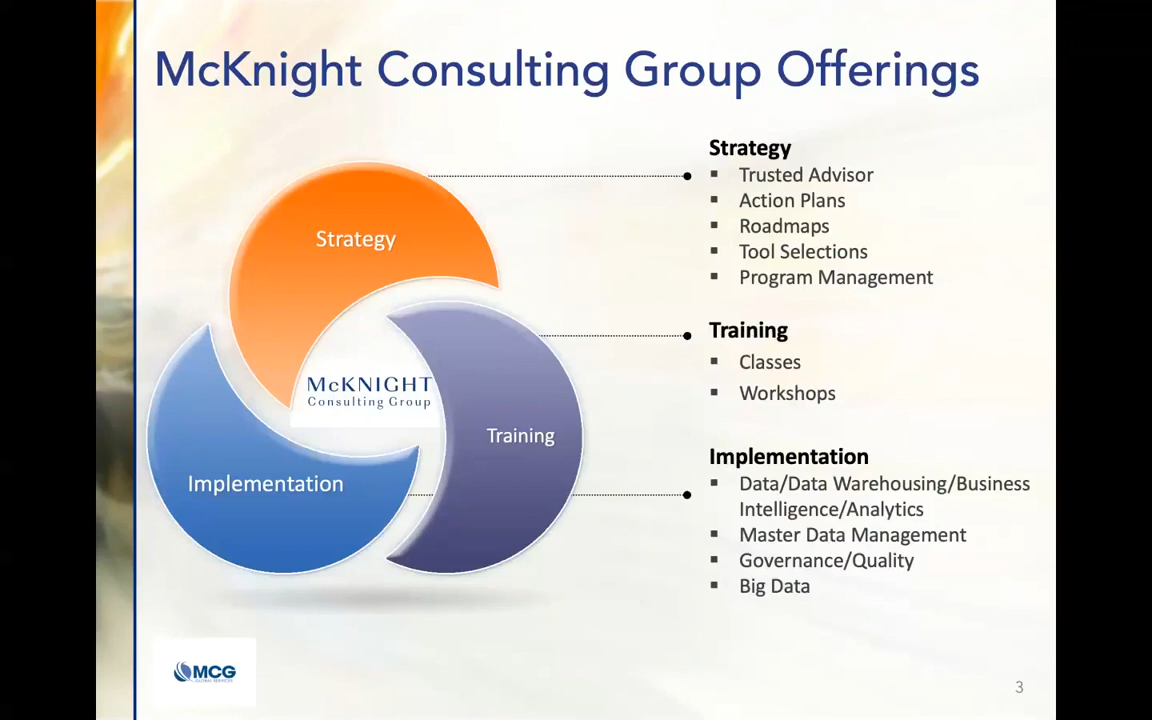 McKnight Consulting Group Offerings
Strategy
Training
Implementation
McKNIGHT
Consulting Group
Strategy
▪ Trusted Advisor
▪ Action Plans
▪ Roadmaps
▪ Tool Selections
▪ Program Management
Training
▪ Classes
▪ Workshops
Implementation
▪ Data/Data Warehousing/Business
Intelligence/Analytics
▪ Master Data Management
▪ Governance/Quality
▪ Big Data
MCG
GLOBAL SERVICES
3